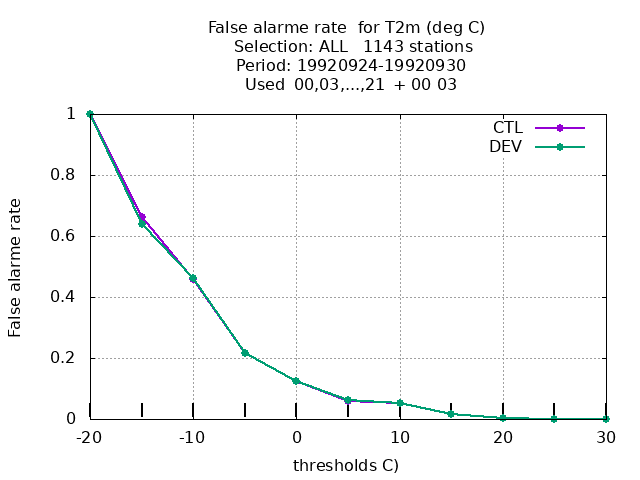 False alarme rate  for T2m (deg C)
Selection: ALL   1143 stations
Period: 19920924-19920930
Used  00,03,...,21  + 00 03
CTL
DEV
False alarme rate
1
0.8
0.6
0.4
0.2
0
-20 -10 0 10 20 30
thresholds C)